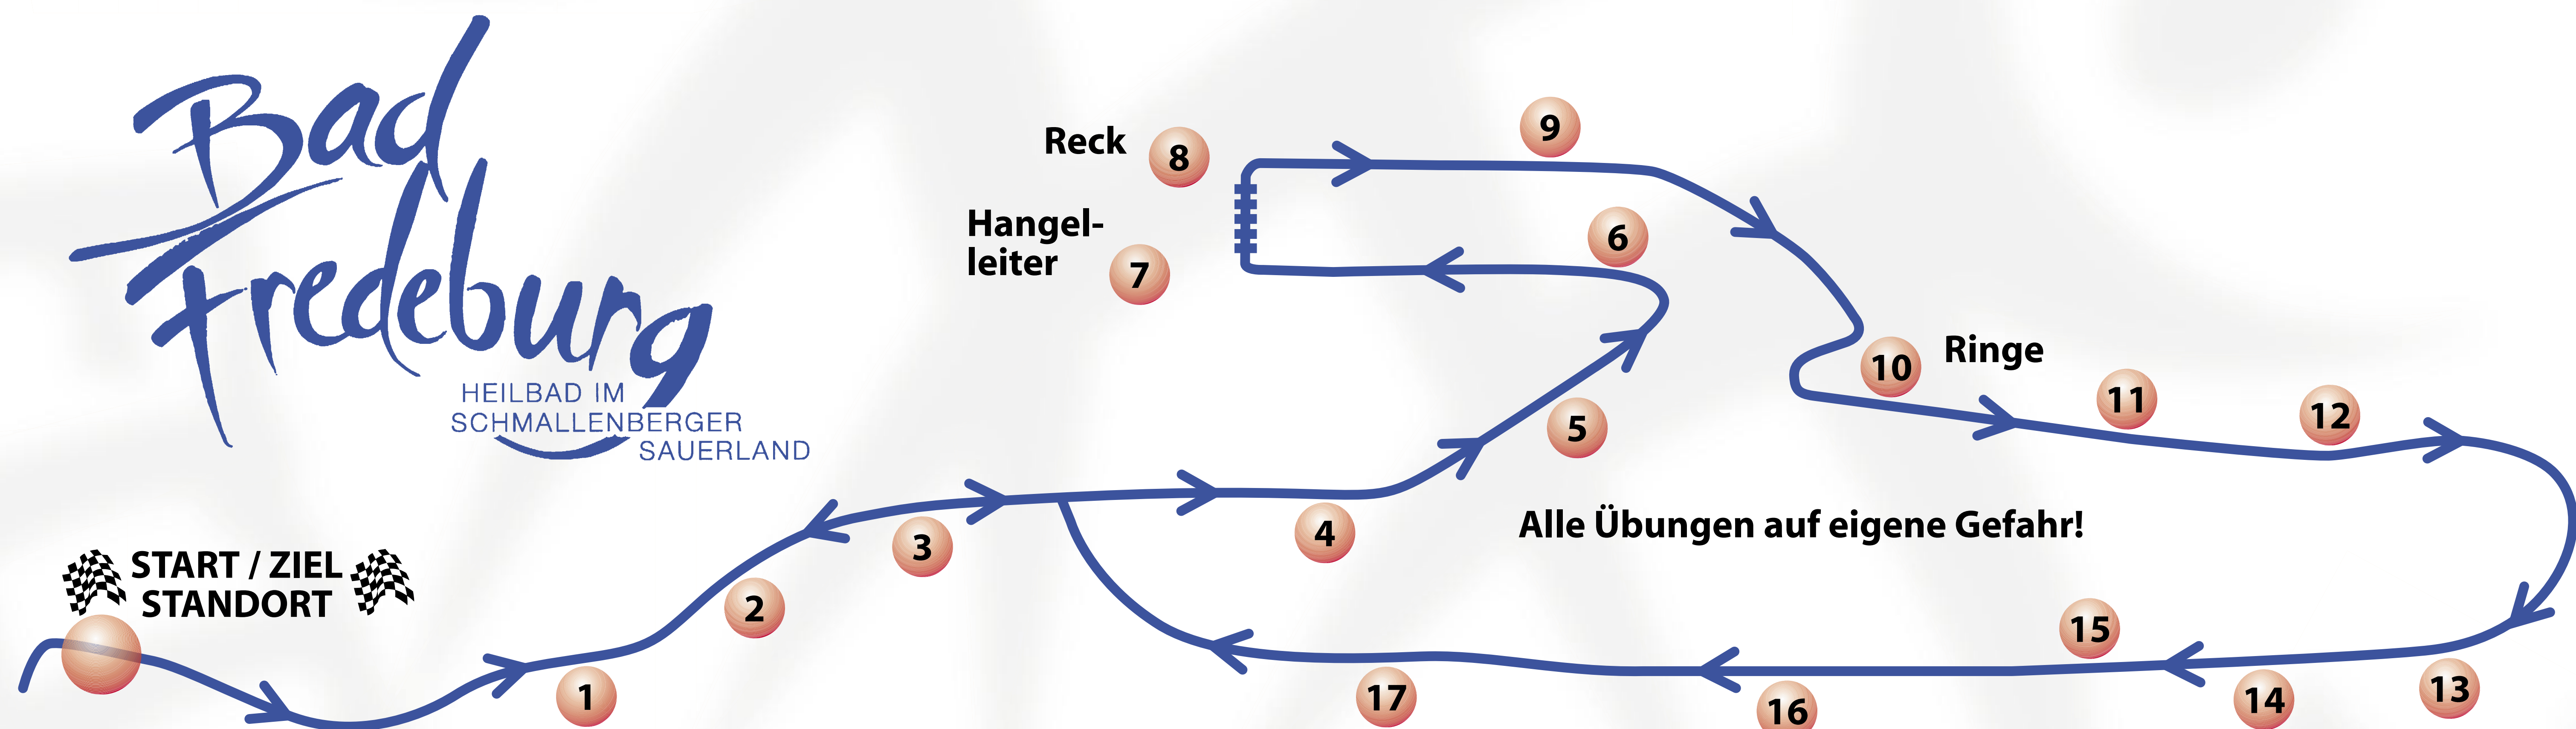 Bad
Fredeburg
HEILBAD IM
SCHMALLENBERGER
SAUERLAND
START / ZIEL
STANDORT
1
2
3
4
5
6
Hangel-
leiter
7
Reck
8
9
10
Ringe
11
12
Alle Übungen auf eigene Gefahr!
13
14
15
16
17